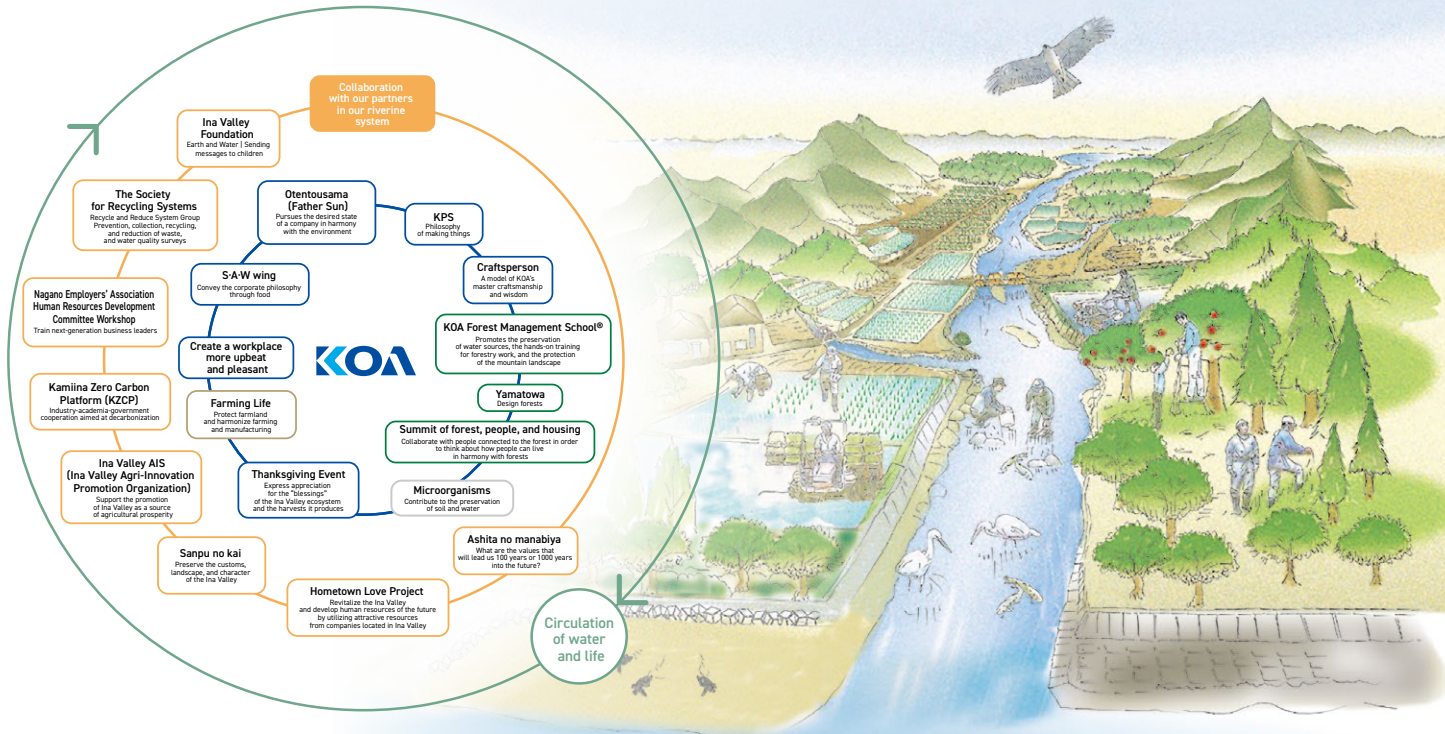 Collaboration
with our partners
in our riverine
system
Ina Valley
Foundation
Earth and Water | Sending
messages to children
The Society
for Recycling Systems
Recycle and Reduce System Group
Prevention, collection, recycling,
and reduction of waste,
and water quality surveys
Nagano Employers' Association
Human Resources Development
Committee Workshop
Train next-generation business leaders
Kamiina Zero Carbon
Platform (KZCP)
Industry-academia-government
cooperation aimed at decarbonization
Ina Valley AIS
(Ina Valley Agri-Innovation
Promotion Organization)
Support the promotion
of Ina Valley as a source
of agricultural prosperity
Sanpu no kai
Preserve the customs,
landscape, and character
of the Ina Valley
Hometown Love Project
Revitalize the Ina Valley
and develop human resources of the future
by utilizing attractive resources
from companies located in Ina Valley
Ashita no manabiya
What are the values that
will lead us 100 years or 1000 years
into the future?
Otentousama
(Father Sun)
Pursues the desired state
of a company in harmony
with the environment
KPS
Philosophy
of making things
Craftsperson
A model of KOA's
master craftsmanship
and wisdom
KOA Forest Management School®
Promotes the preservation
of water sources, the hands-on training
for forestry work, and the protection
of the mountain landscape
Yamatowa
Design forests
Summit of forest, people, and housing
Collaborate with people connected to the forest in order
to think about how people can live
in harmony with forests
Microorganisms
Contribute to the preservation
of soil and water
Thanksgiving Event
Express appreciation
for the "blessings"
of the Ina Valley ecosystem
and the harvests it produces
Farming Life
Protect farmland
and harmonize farming
and manufacturing
Create a workplace
more upbeat
and pleasant
S·A·W wing
Convey the corporate philosophy
through food
KOA
Circulation
of water
and life